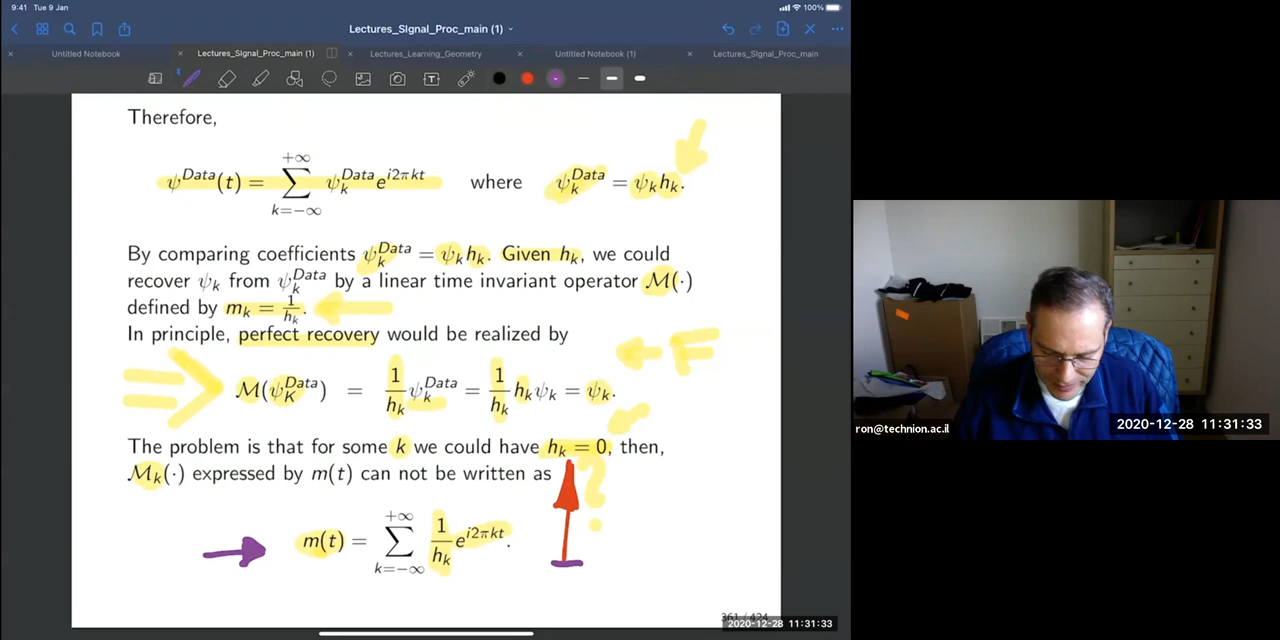 9:41 Tue 9 Jan
100%
Lectures_SIgnal_Proc_main (1)
Untitled Notebook
Lectures_SIgnal_Proc_main (1)
Lectures_Learning_Geometry
Untitled Notebook (1)
Lectures_SIgnal_Proc_main
Therefore,
ψ^Data(t) = ∑_{k=−∞}^{+∞} ψ_k^Data e^{i2πkt} where ψ_k^Data = ψ_k h_k.
By comparing coefficients ψ_k^Data = ψ_k h_k. Given h_k, we could
recover ψ_k from ψ_k^Data by a linear time invariant operator M(·)
defined by m_k = 1/h_k.
In principle, perfect recovery would be realized by
F
M(ψ_K^Data) = 1/h_k ψ_k^Data = 1/h_k h_k ψ_k = ψ_k.
The problem is that for some k we could have h_k = 0, then,
M_k(·) expressed by m(t) can not be written as
?
m(t) = ∑_{k=−∞}^{+∞} 1/h_k e^{i2πkt}.
361 / 424
2020-12-28 11:31:33
ron@technion.ac.il
2020-12-28 11:31:33